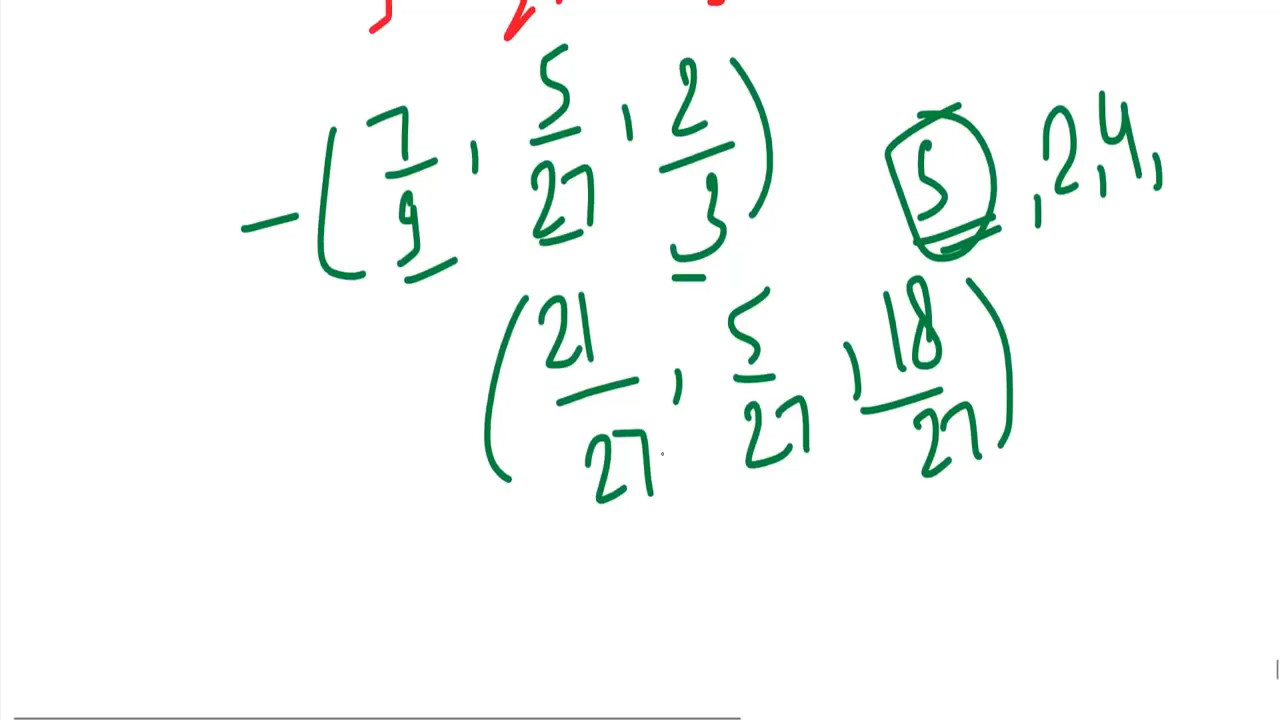 - (7/9, 5/27, 2/3) 5, 2, 4,
(21/27, 5/27, 18/27)